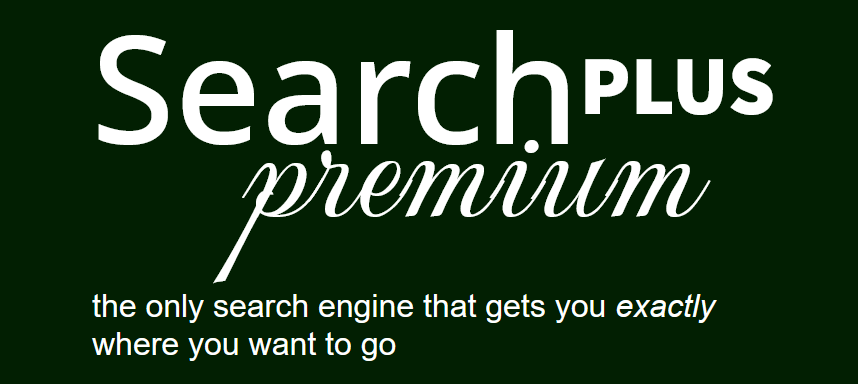 Search PLUS
premium
the only search engine that gets you exactly
where you want to go